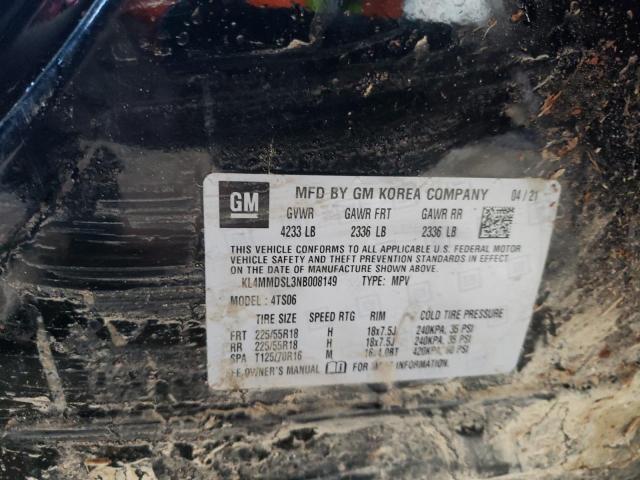 GM MFD BY GM KOREA COMPANY 04/21
GVWR GAWR FRT GAWR RR
4233 LB 2336 LB 2336 LB
THIS VEHICLE CONFORMS TO ALL APPLICABLE U.S. FEDERAL MOTOR
VEHICLE SAFETY AND THEFT PREVENTION STANDARDS IN EFFECT
ON THE DATE OF MANUFACTURE SHOWN ABOVE.
KL4MMDSL3NB008149 TYPE: MPV
MODEL: 4TS06
TIRE SIZE SPEED RTG RIM COLD TIRE PRESSURE
FRT 225/55R18 H 18x7.5J 240KPA, 35 PSI
RR 225/55R18 H 18x7.5J 240KPA, 35 PSI
SPA T125/70R16 M 420KPA, 60 PSI
SEE OWNER'S MANUAL FOR MORE INFORMATION.